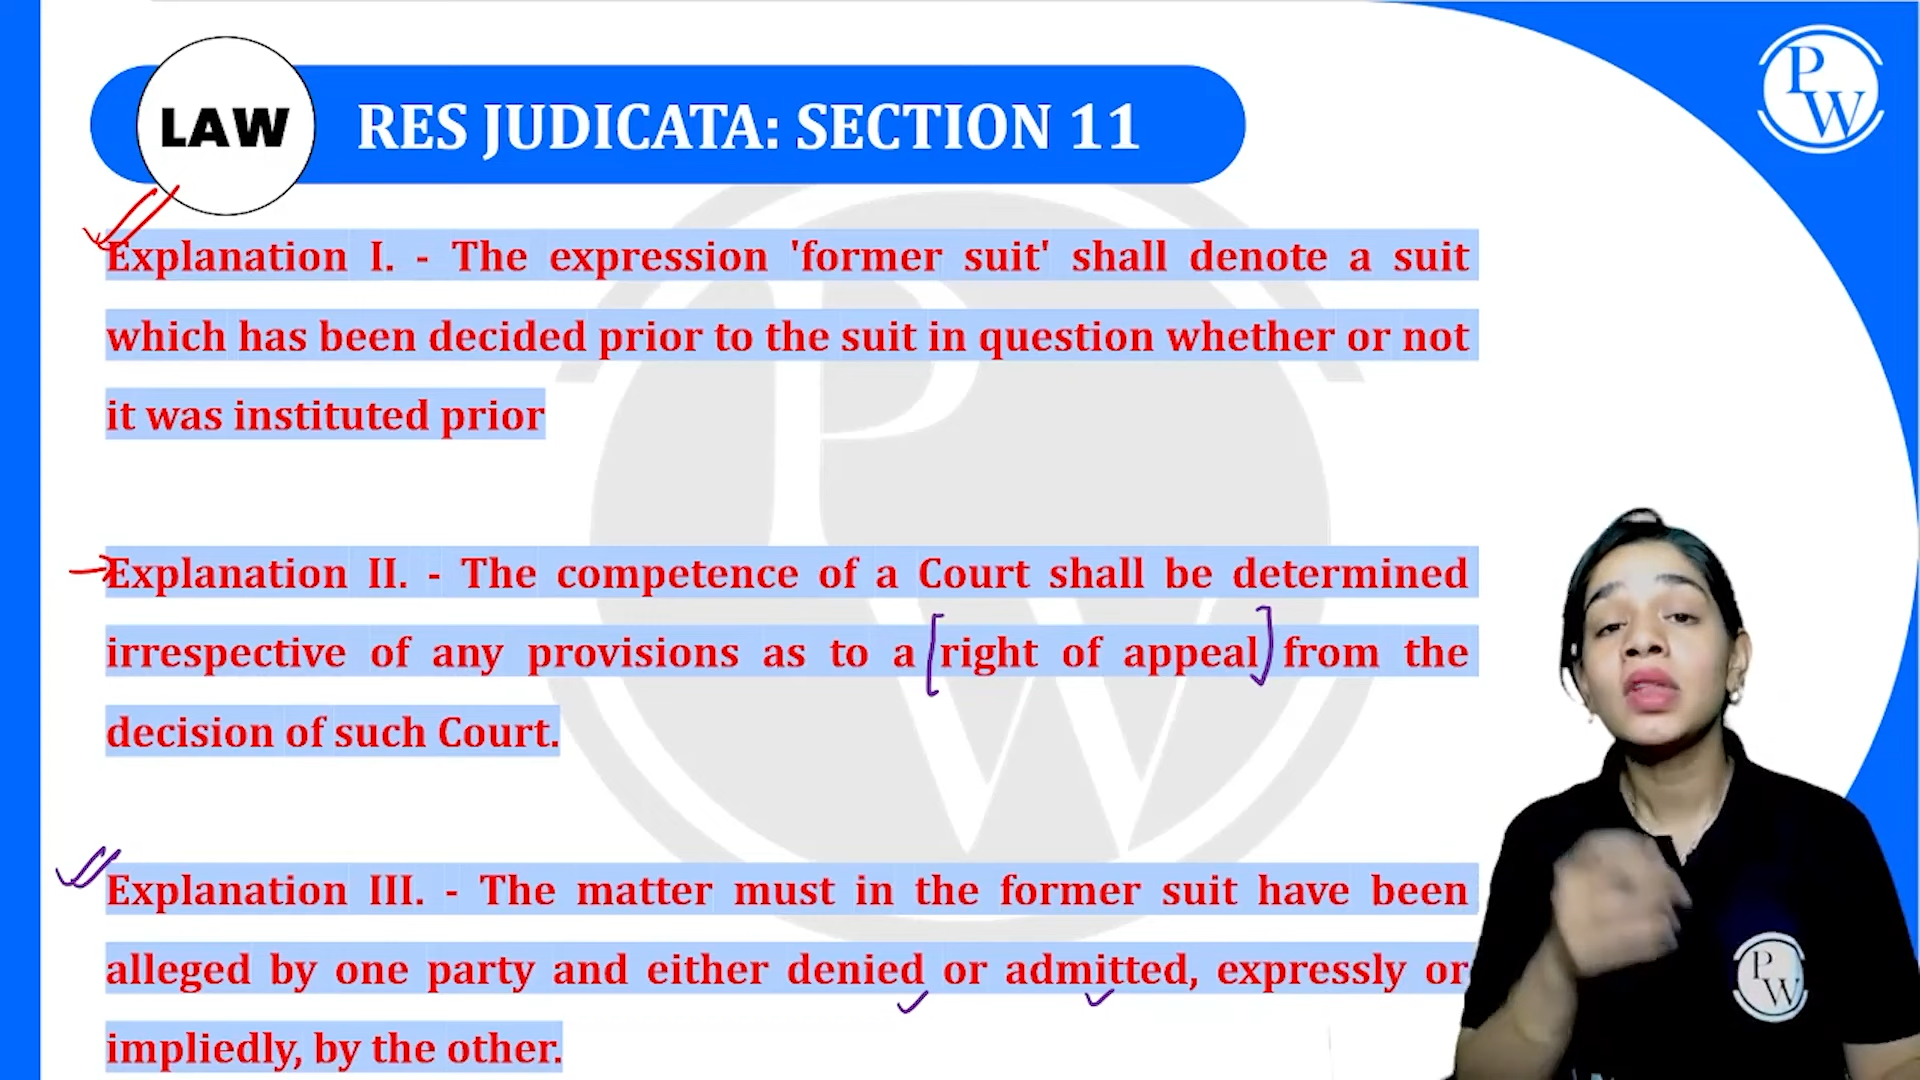 LAW
RES JUDICATA: SECTION 11
PW
Explanation I. - The expression 'former suit' shall denote a suit
which has been decided prior to the suit in question whether or not
it was instituted prior
Explanation II. - The competence of a Court shall be determined
irrespective of any provisions as to a [right of appeal] from the
decision of such Court.
Explanation III. - The matter must in the former suit have been
alleged by one party and either denied or admitted, expressly or
impliedly, by the other.
PW
PW